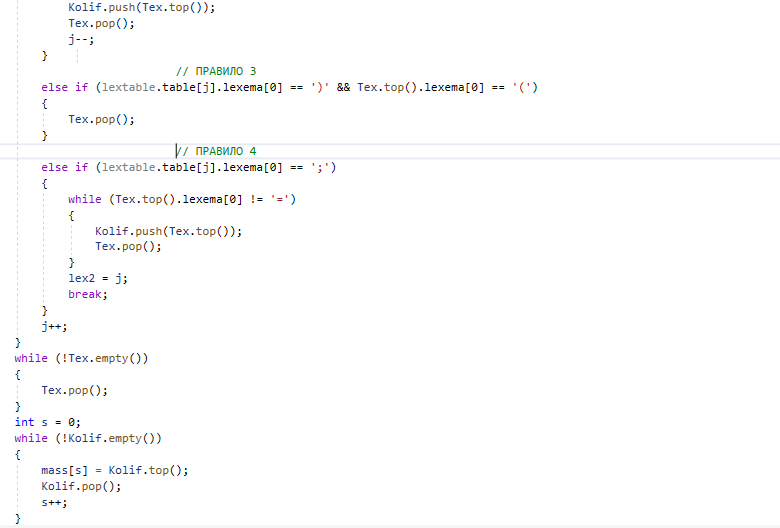 Kolif.push(Tex.top());
Tex.pop();
j--;
}
// ПРАВИЛО 3
else if (lextable.table[j].lexema[0] == ')' && Tex.top().lexema[0] == '(')
{
Tex.pop();
}
// ПРАВИЛО 4
else if (lextable.table[j].lexema[0] == ';')
{
while (Tex.top().lexema[0] != '=')
{
Kolif.push(Tex.top());
Tex.pop();
}
lex2 = j;
break;
}
j++;
}
while (!Tex.empty())
{
Tex.pop();
}
int s = 0;
while (!Kolif.empty())
{
mass[s] = Kolif.top();
Kolif.pop();
s++;
}